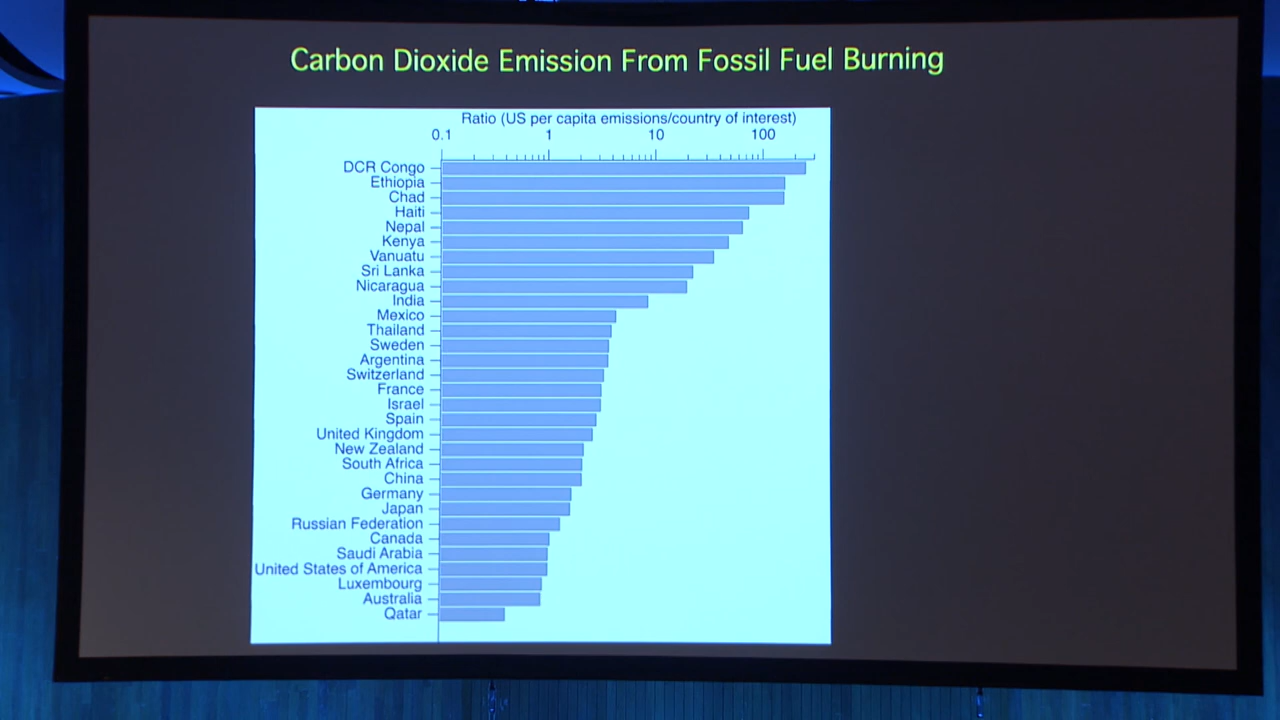 Carbon Dioxide Emission From Fossil Fuel Burning
Ratio (US per capita emissions/country of interest)
0.1 1 10 100
DCR Congo
Ethiopia
Chad
Haiti
Nepal
Kenya
Vanuatu
Sri Lanka
Nicaragua
India
Mexico
Thailand
Sweden
Argentina
Switzerland
France
Israel
Spain
United Kingdom
New Zealand
South Africa
China
Germany
Japan
Russian Federation
Canada
Saudi Arabia
United States of America
Luxembourg
Australia
Qatar